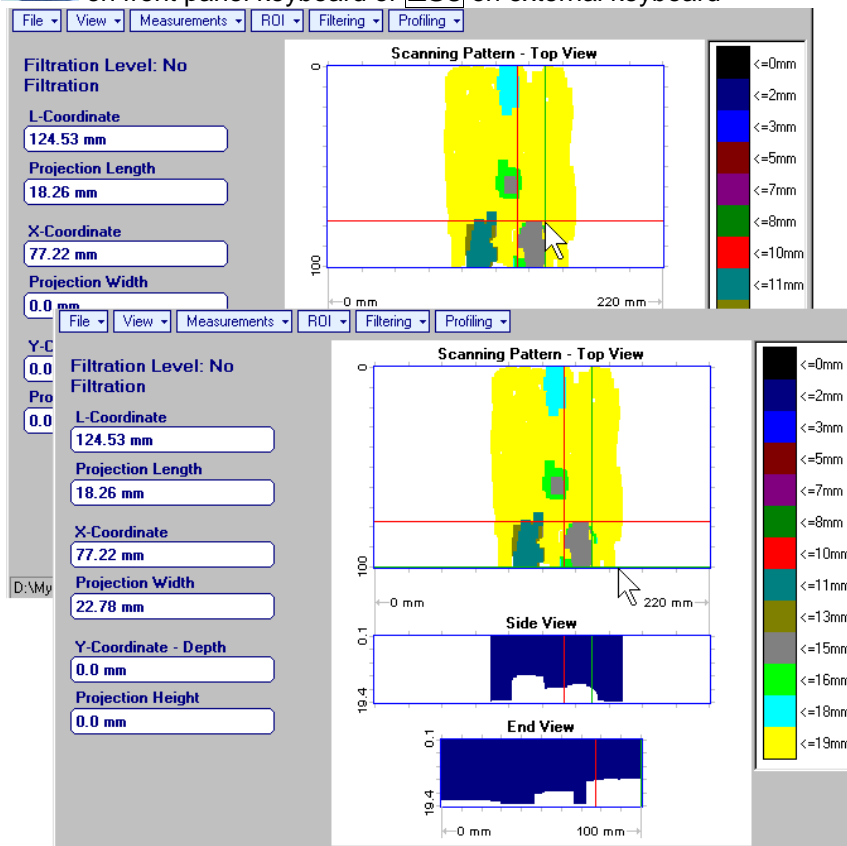 on front panel keyboard or Esc on external keyboard
File View Measurements ROI Filtering Profiling
Filtration Level: No
Filtration
L-Coordinate
124.53 mm
Projection Length
18.26 mm
X-Coordinate
77.22 mm
Projection Width
0.0 mm
Scanning Pattern - Top View
0
100
0 mm
220 mm
<=0mm
<=2mm
<=3mm
<=5mm
<=7mm
<=8mm
<=10mm
<=11mm
D:\My
File View Measurements ROI Filtering Profiling
Filtration Level: No
Filtration
L-Coordinate
124.53 mm
Projection Length
18.26 mm
X-Coordinate
77.22 mm
Projection Width
22.78 mm
Y-Coordinate - Depth
0.0 mm
Projection Height
0.0 mm
Scanning Pattern - Top View
0
100
0 mm
220 mm
Side View
0.1
19.4
End View
0.1
19.4
0 mm
100 mm
<=0mm
<=2mm
<=3mm
<=5mm
<=7mm
<=8mm
<=10mm
<=11mm
<=13mm
<=15mm
<=16mm
<=18mm
<=19mm